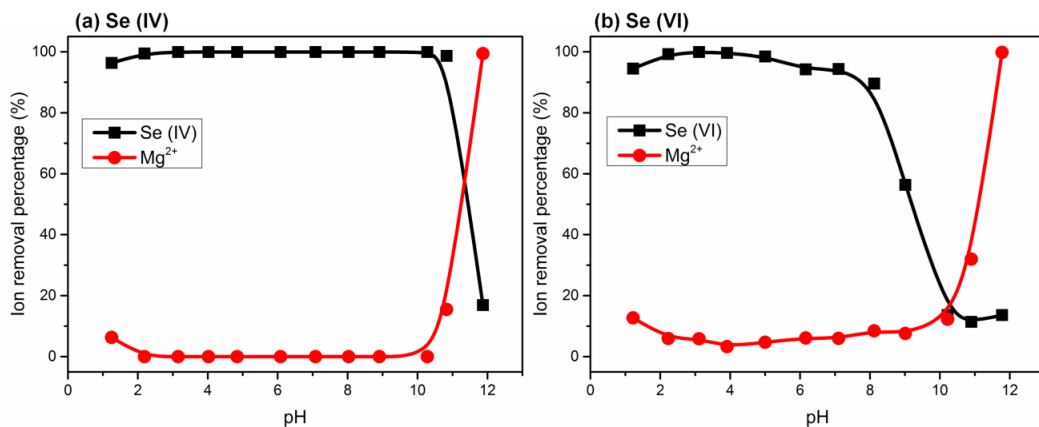 (a) Se (IV)
Ion removal percentage (%)
100
80
60
40
20
0
Se (IV)
Mg²⁺
0 2 4 6 8 10 12
pH
(b) Se (VI)
Ion removal percentage (%)
100
80
60
40
20
0
Se (VI)
Mg²⁺
0 2 4 6 8 10 12
pH